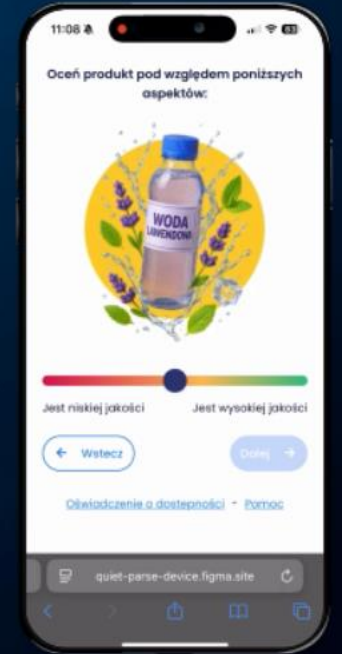 11:08
Oceń produkt pod względem poniższych
aspektów:
WODA
LAWENDOWA
Jest niskiej jakości
Jest wysokiej jakości
← Wstecz
Dalej →
Oświadczenie o dostępności - Pomoc
quiet-parse-device.figma.site